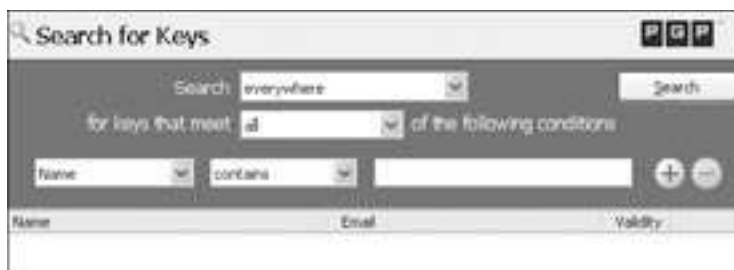 Search for Keys PGP
Search everywhere Search
for keys that meet all of the following conditions
Name contains
Name Email Validity